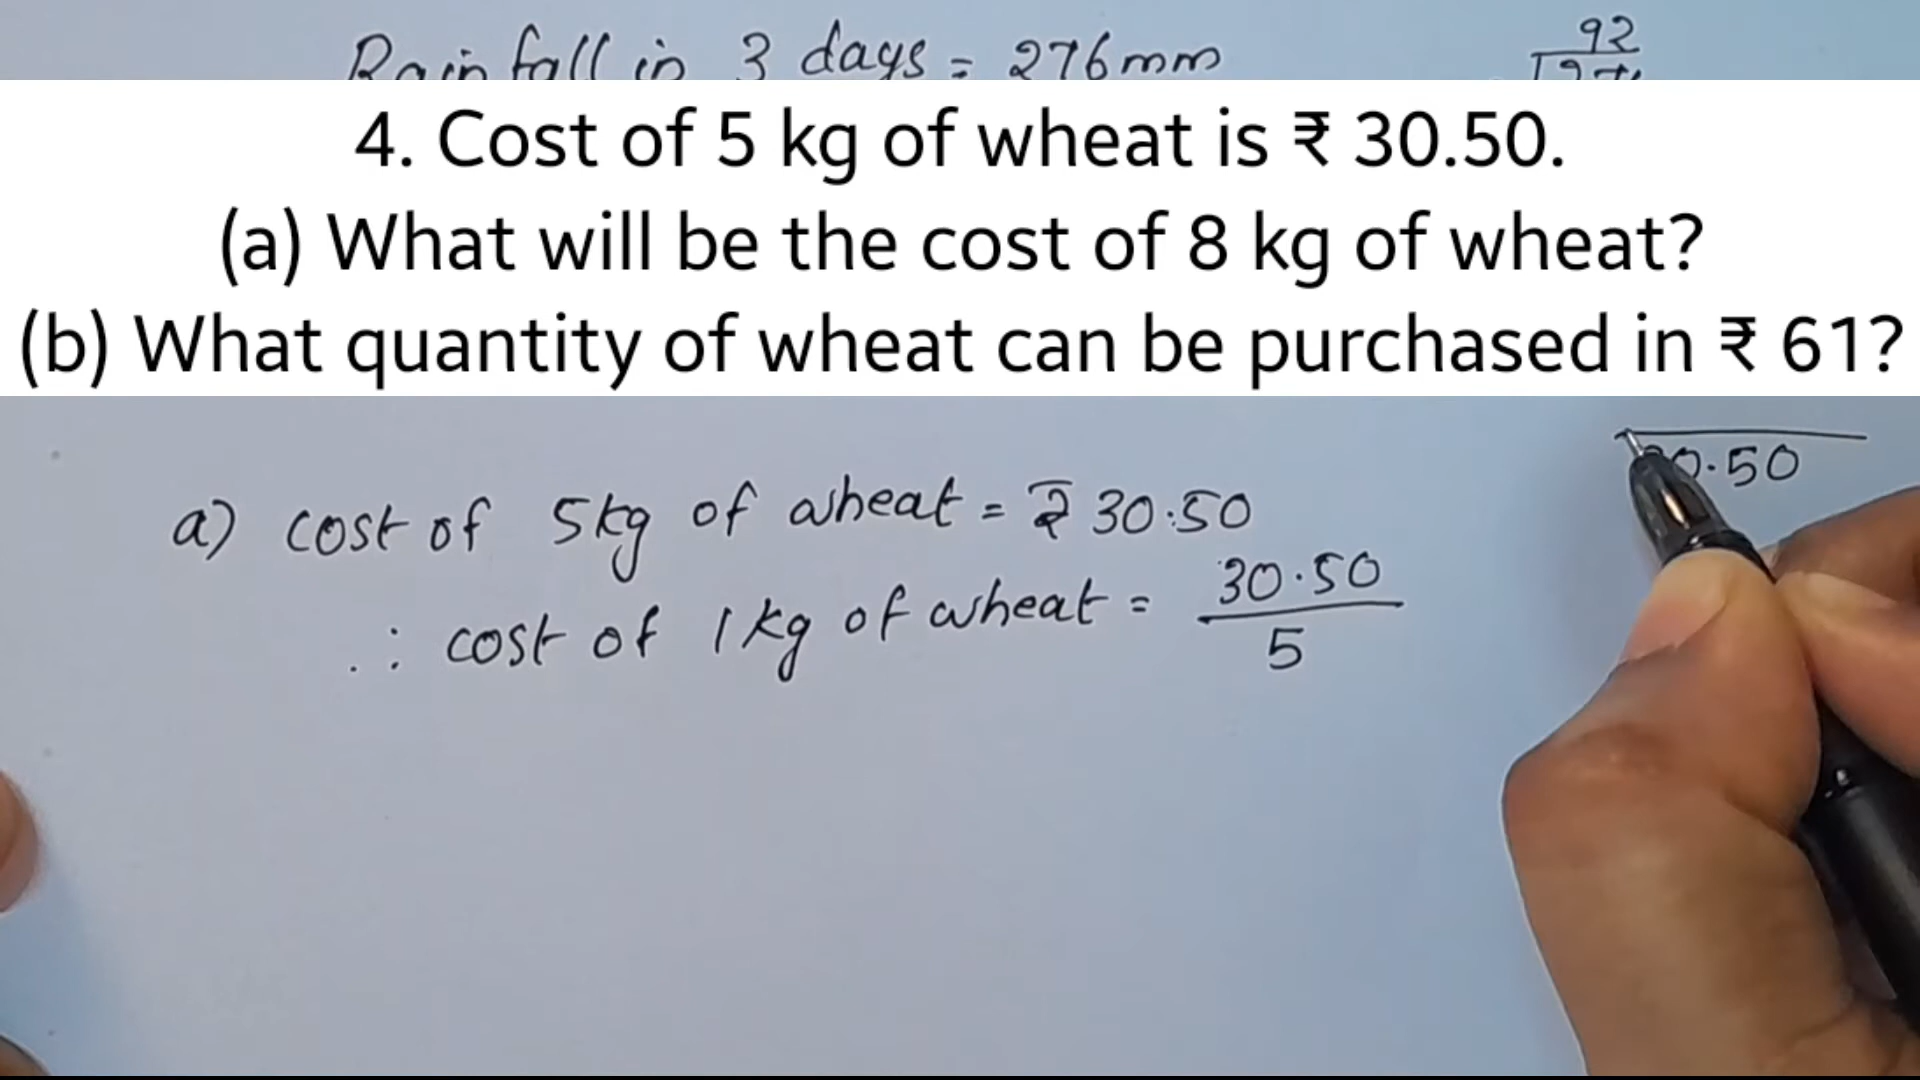 Rainfall in 3 days = 276mm
92
4. Cost of 5 kg of wheat is ₹ 30.50.
(a) What will be the cost of 8 kg of wheat?
(b) What quantity of wheat can be purchased in ₹ 61?
a) cost of 5kg of wheat = ₹ 30.50
∴ cost of 1kg of wheat = 30.50
5
0.50